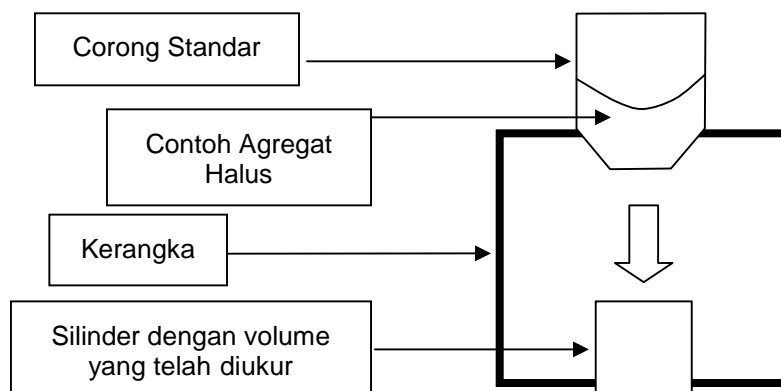 Corong Standar
Contoh Agregat
Halus
Kerangka
Silinder dengan volume
yang telah diukur